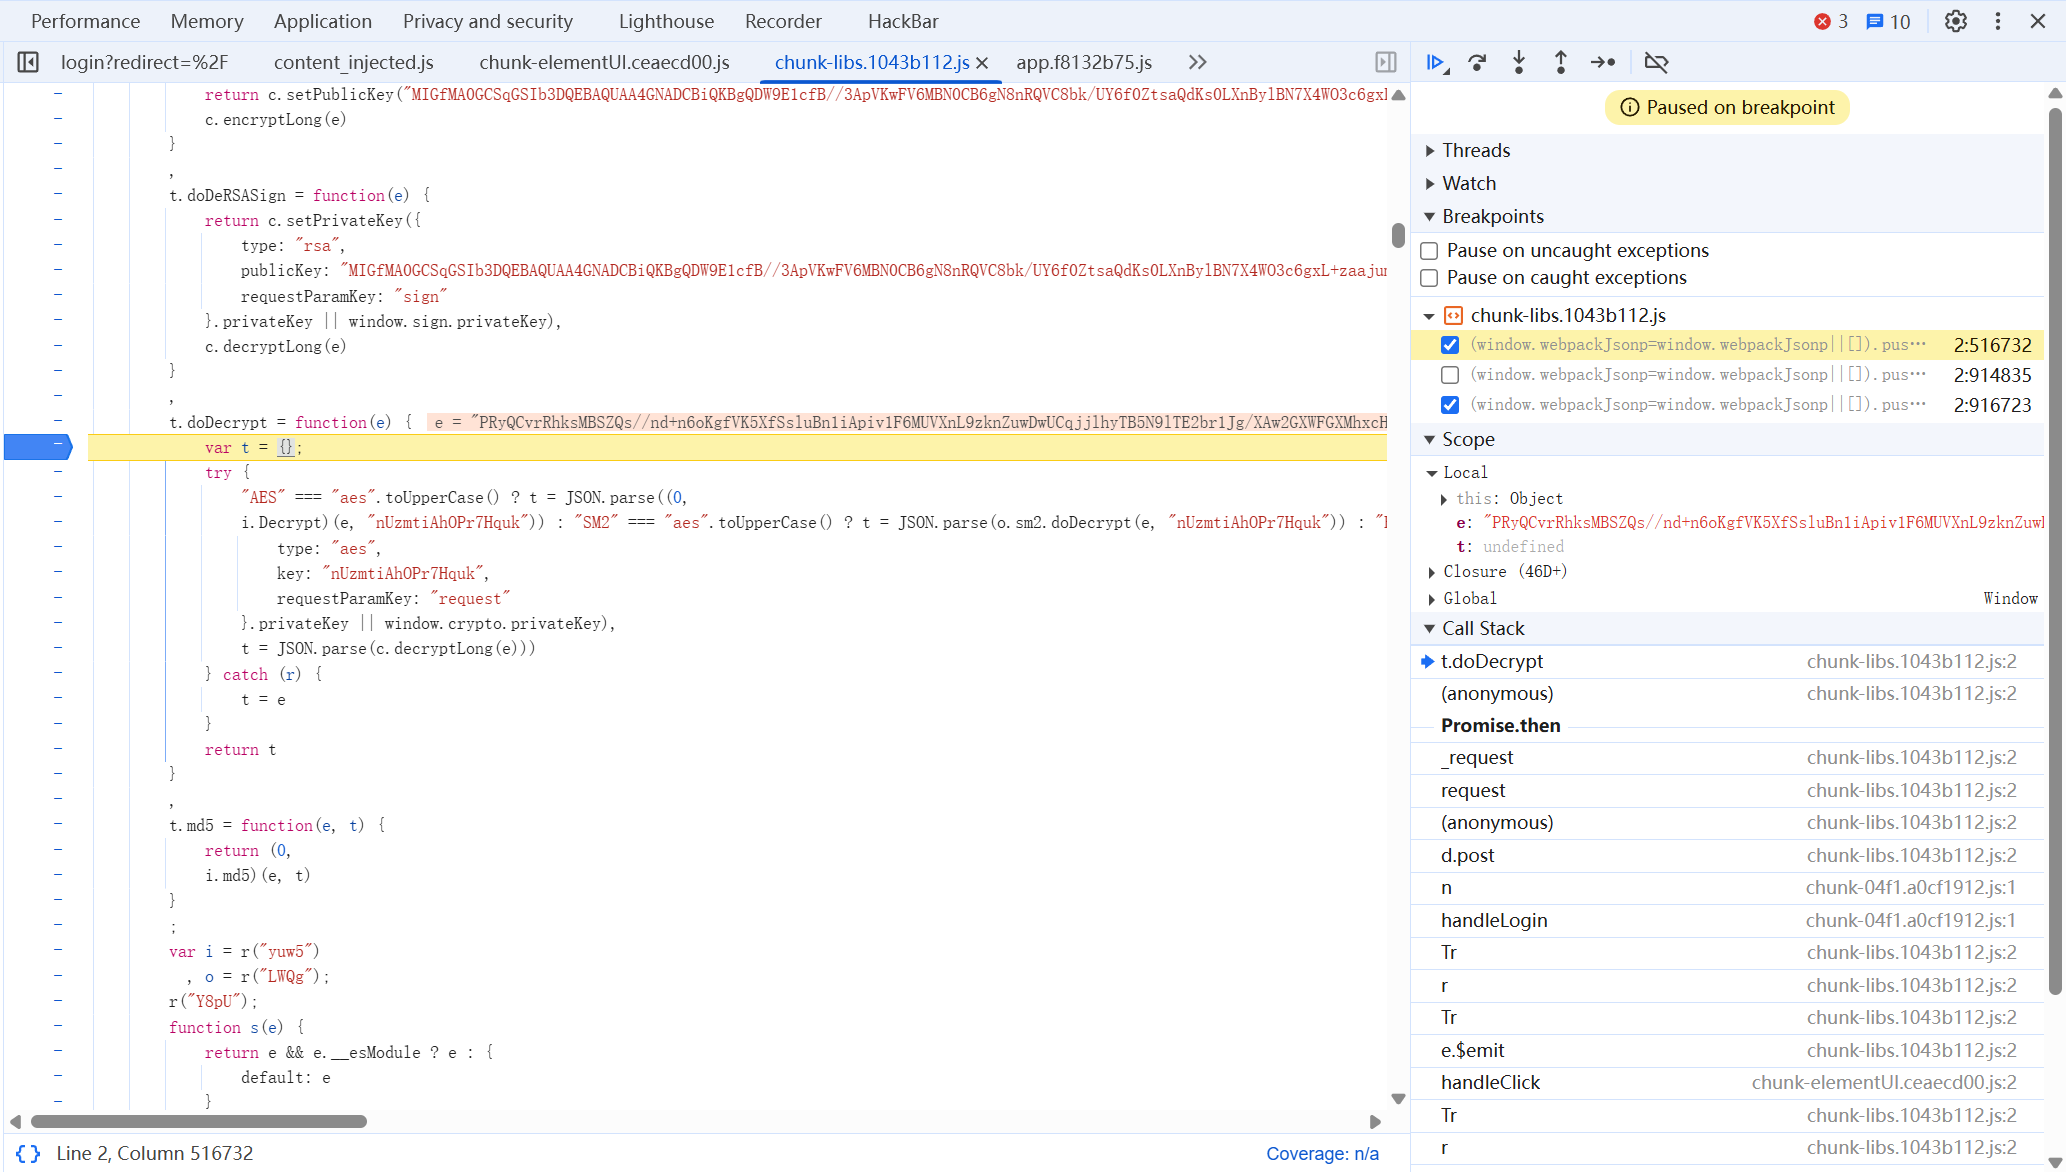 Performance Memory Application Privacy and security Lighthouse Recorder HackBar 3 10
login?redirect=%2F content_injected.js chunk-elementUI.ceaecd00.js chunk-libs.1043b112.js app.f8132b75.js
return c.setPublicKey("MIGfMA0GCSqGSIb3DQEBAQUAA4GNADCBiQKBgQDW9E1cfB//3ApVKwFV6MBNOCB6gN8nRQVC8bk/UY6f0ZtsaQdKs0LXnBylBN7X4WO3c6gxL
c.encryptLong(e)
}
,
t.doDeRSASign = function(e) {
return c.setPrivateKey({
type: "rsa",
publicKey: "MIGfMA0GCSqGSIb3DQEBAQUAA4GNADCBiQKBgQDW9E1cfB//3ApVKwFV6MBNOCB6gN8nRQVC8bk/UY6f0ZtsaQdKs0LXnBylBN7X4WO3c6gxL+zaajur
requestParamKey: "sign"
}.privateKey || window.sign.privateKey),
c.decryptLong(e)
}
,
t.doDecrypt = function(e) { e = "PRyQCvrRhksMBSZQs//nd+n6oKgfVK5XfSsluBn1iApiv1F6MUVXnL9zknZuwDwUCqjjlhyTB5N9lTE2br1Jg/XAw2GXWFGXMhxcH
var t = {};
try {
"AES" === "aes".toUpperCase() ? t = JSON.parse((0,
i.Decrypt)(e, "nUzmtiAhOPr7Hquk")) : "SM2" === "aes".toUpperCase() ? t = JSON.parse(o.sm2.doDecrypt(e, "nUzmtiAhOPr7Hquk")) : "
type: "aes",
key: "nUzmtiAhOPr7Hquk",
requestParamKey: "request"
}.privateKey || window.crypto.privateKey),
t = JSON.parse(c.decryptLong(e)))
} catch (r) {
t = e
}
return t
}
,
t.md5 = function(e, t) {
return (0,
i.md5)(e, t)
}
;
var i = r("yuw5")
, o = r("LWQg");
r("Y8pU");
function s(e) {
return e && e.__esModule ? e : {
default: e
}
{} Line 2, Column 516732 Coverage: n/a
Paused on breakpoint
Threads
Watch
Breakpoints
Pause on uncaught exceptions
Pause on caught exceptions
chunk-libs.1043b112.js
(window.webpackJsonp=window.webpackJsonp||[]).pus… 2:516732
(window.webpackJsonp=window.webpackJsonp||[]).pus… 2:914835
(window.webpackJsonp=window.webpackJsonp||[]).pus… 2:916723
Scope
Local
this: Object
e: "PRyQCvrRhksMBSZQs//nd+n6oKgfVK5XfSsluBn1iApiv1F6MUVXnL9zknZuwD
t: undefined
Closure (46D+)
Global Window
Call Stack
t.doDecrypt chunk-libs.1043b112.js:2
(anonymous) chunk-libs.1043b112.js:2
Promise.then
_request chunk-libs.1043b112.js:2
request chunk-libs.1043b112.js:2
(anonymous) chunk-libs.1043b112.js:2
d.post chunk-libs.1043b112.js:2
n chunk-04f1.a0cf1912.js:1
handleLogin chunk-04f1.a0cf1912.js:1
Tr chunk-libs.1043b112.js:2
r chunk-libs.1043b112.js:2
Tr chunk-libs.1043b112.js:2
e.$emit chunk-libs.1043b112.js:2
handleClick chunk-elementUI.ceaecd00.js:2
Tr chunk-libs.1043b112.js:2
r chunk-libs.1043b112.js:2